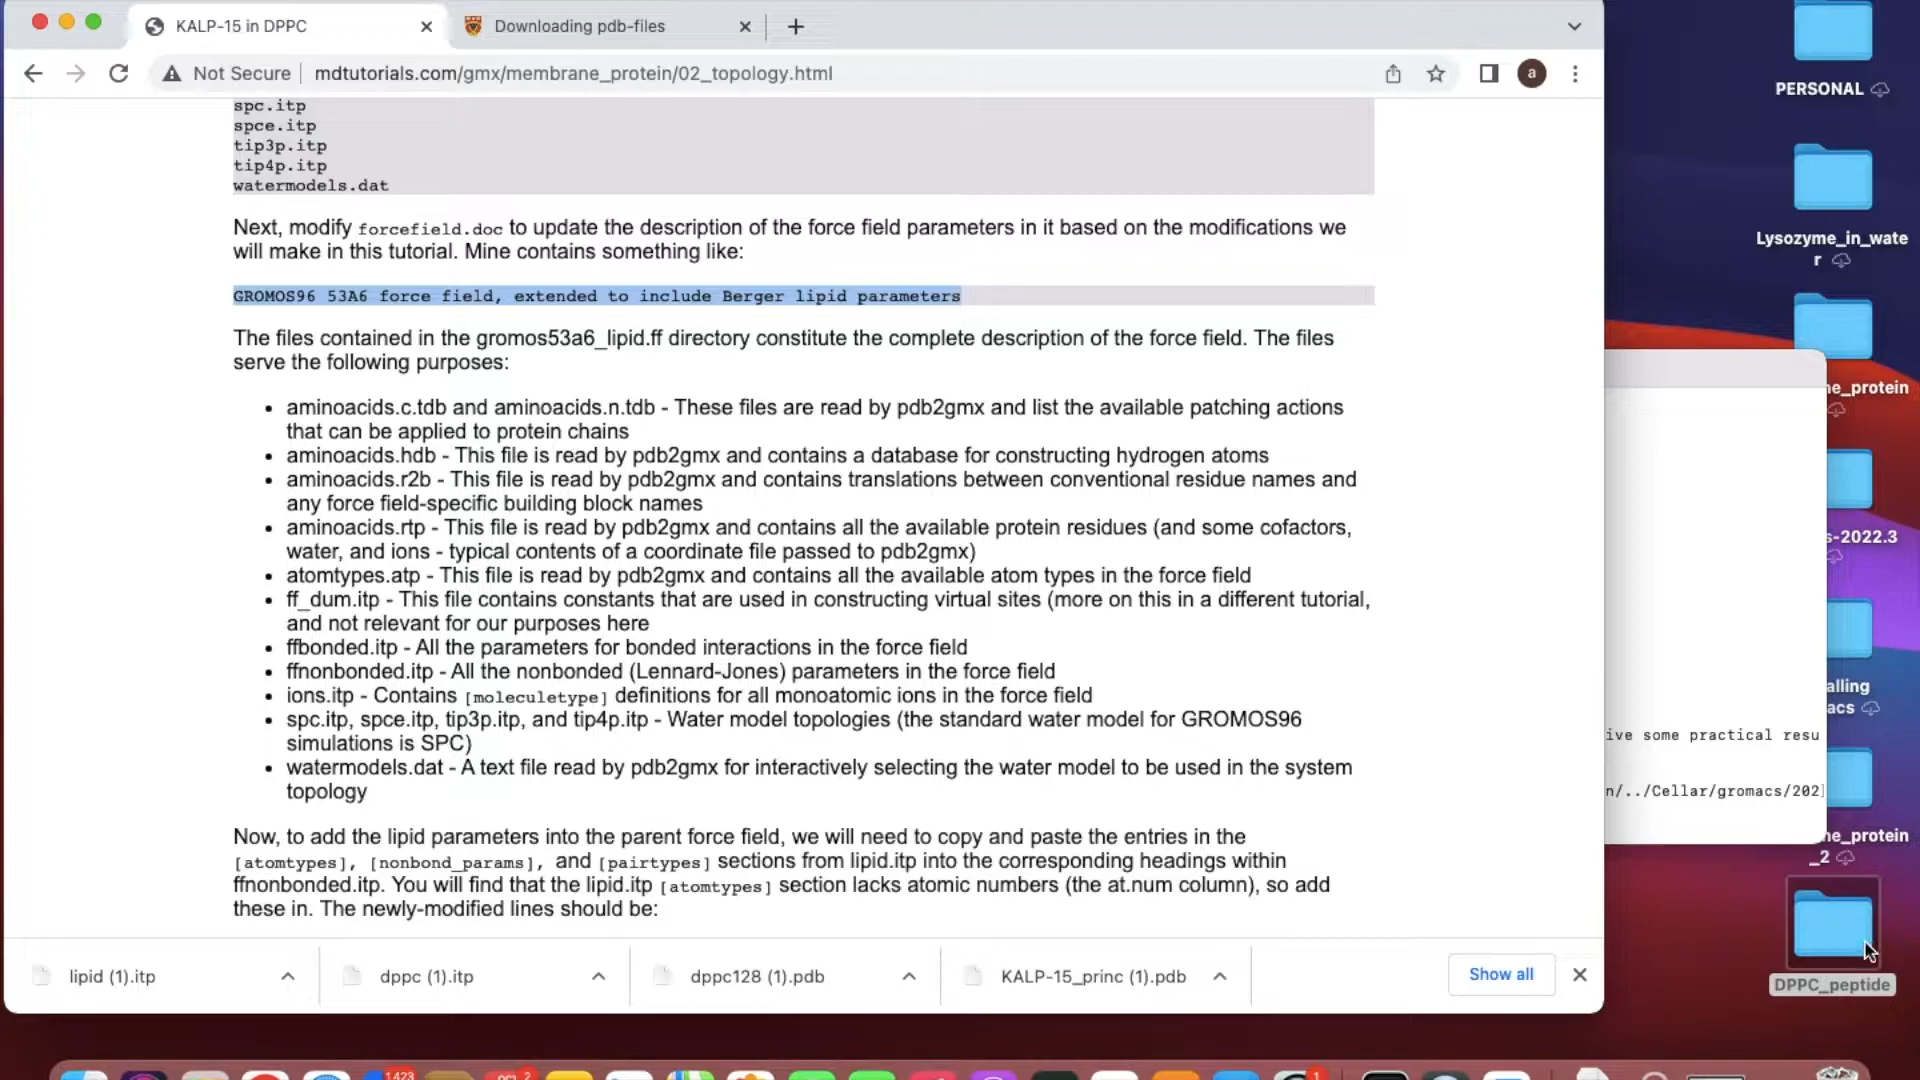 KALP-15 in DPPC
Downloading pdb-files
Not Secure
mdtutorials.com/gmx/membrane_protein/02_topology.html
a
spc.itp
spce.itp
tip3p.itp
tip4p.itp
watermodels.dat
Next, modify forcefield.doc to update the description of the force field parameters in it based on the modifications we
will make in this tutorial. Mine contains something like:
GROMOS96 53A6 force field, extended to include Berger lipid parameters
The files contained in the gromos53a6_lipid.ff directory constitute the complete description of the force field. The files
serve the following purposes:
• aminoacids.c.tdb and aminoacids.n.tdb - These files are read by pdb2gmx and list the available patching actions
that can be applied to protein chains
• aminoacids.hdb - This file is read by pdb2gmx and contains a database for constructing hydrogen atoms
• aminoacids.r2b - This file is read by pdb2gmx and contains translations between conventional residue names and
any force field-specific building block names
• aminoacids.rtp - This file is read by pdb2gmx and contains all the available protein residues (and some cofactors,
water, and ions - typical contents of a coordinate file passed to pdb2gmx)
• atomtypes.atp - This file is read by pdb2gmx and contains all the available atom types in the force field
• ff_dum.itp - This file contains constants that are used in constructing virtual sites (more on this in a different tutorial,
and not relevant for our purposes here
• ffbonded.itp - All the parameters for bonded interactions in the force field
• ffnonbonded.itp - All the nonbonded (Lennard-Jones) parameters in the force field
• ions.itp - Contains [moleculetype] definitions for all monoatomic ions in the force field
• spc.itp, spce.itp, tip3p.itp, and tip4p.itp - Water model topologies (the standard water model for GROMOS96
simulations is SPC)
• watermodels.dat - A text file read by pdb2gmx for interactively selecting the water model to be used in the system
topology
Now, to add the lipid parameters into the parent force field, we will need to copy and paste the entries in the
[atomtypes], [nonbond_params], and [pairtypes] sections from lipid.itp into the corresponding headings within
ffnonbonded.itp. You will find that the lipid.itp [atomtypes] section lacks atomic numbers (the at.num column), so add
these in. The newly-modified lines should be:
lipid (1).itp
dppc (1).itp
dppc128 (1).pdb
KALP-15_princ (1).pdb
Show all
PERSONAL
Lysozyme_in_wate
r
ne_protein
s-2022.3
alling
acs
ive some practical resu
n/../Cellar/gromacs/202
ne_protein
_2
DPPC_peptide
1423
2
1